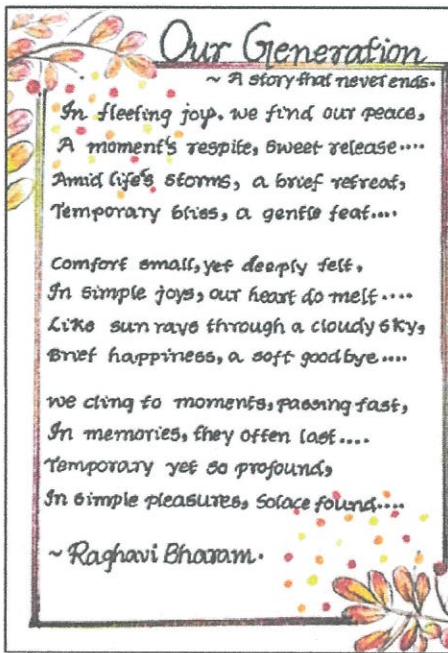 Our Generation
~ A story that never ends.
In fleeting joy, we find our peace,
A moment's respite, sweet release....
Amid life's storms, a brief retreat,
Temporary bliss, a gentle feat....
Comfort small, yet deeply felt,
In simple joys, our heart do melt....
Like sun rays through a cloudy sky,
Brief happiness, a soft goodbye....
we cling to moments, passing fast,
In memories, they often last....
Temporary yet so profound,
In simple pleasures, solace found....
~ Raghavi Bharam.